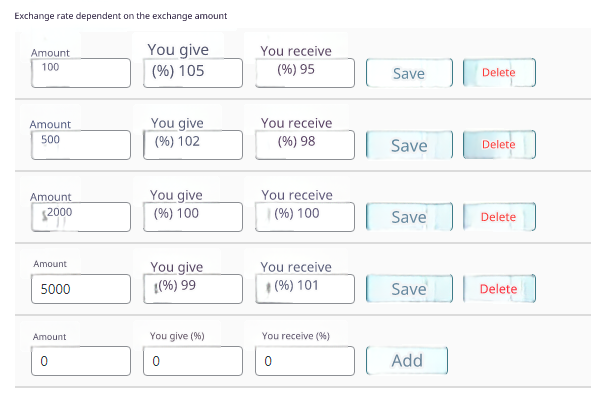 Exchange rate dependent on the exchange amount
Amount You give You receive
100 (%) 105 (%) 95 Save Delete
Amount You give You receive
500 (%) 102 (%) 98 Save Delete
Amount You give You receive
2000 (%) 100 (%) 100 Save Delete
Amount You give You receive
5000 (%) 99 (%) 101 Save Delete
Amount You give (%) You receive (%)
0 0 0 Add